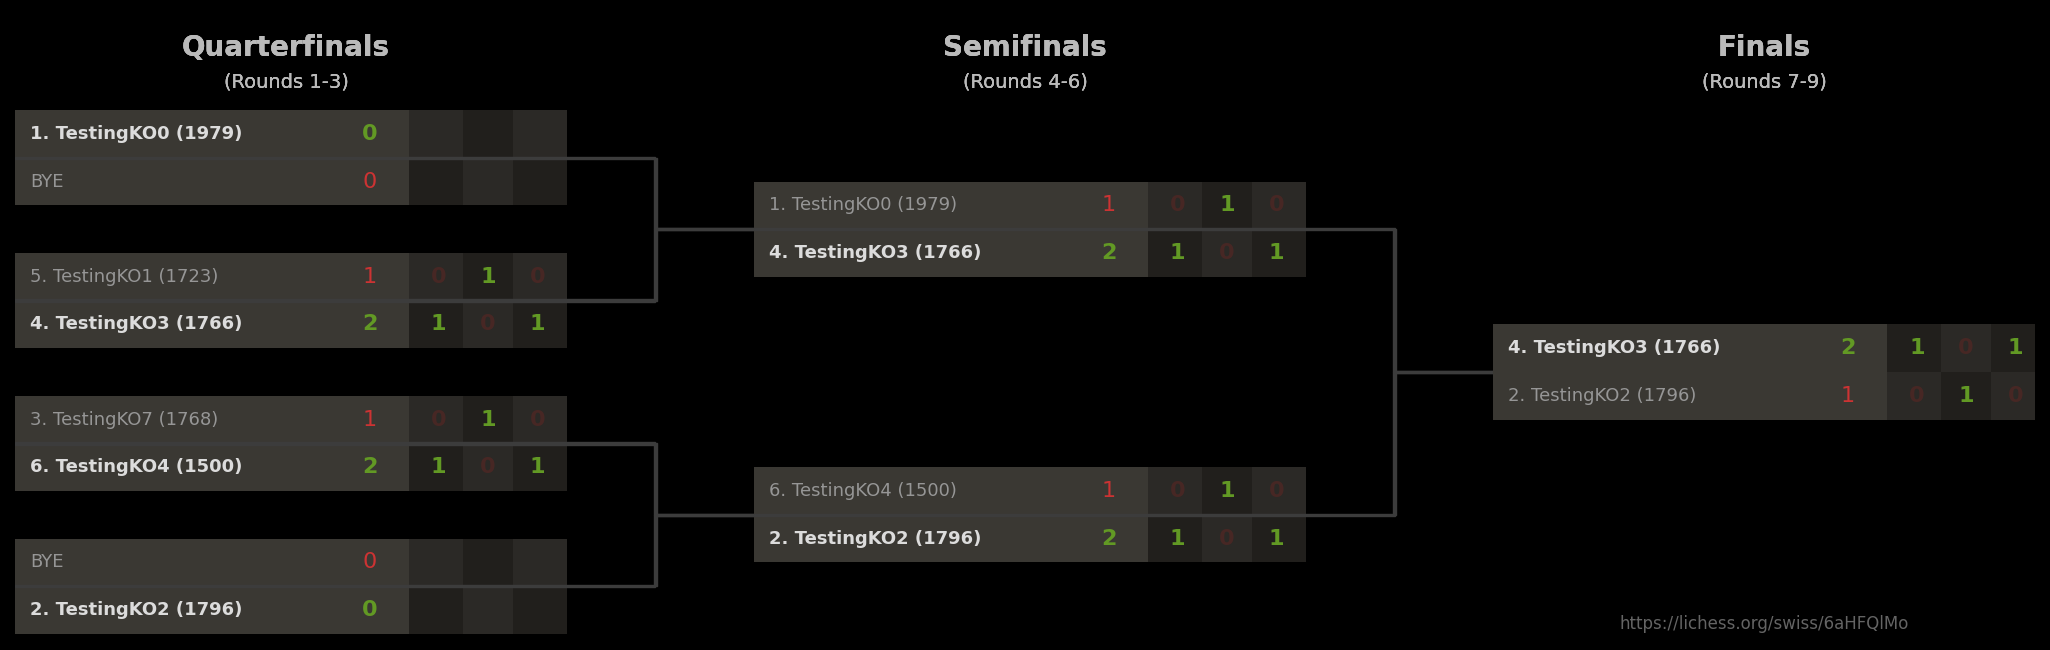 Quarterfinals
(Rounds 1-3)
1. TestingKO0 (1979) 0
BYE 0
5. TestingKO1 (1723) 1 0 1 0
4. TestingKO3 (1766) 2 1 0 1
3. TestingKO7 (1768) 1 0 1 0
6. TestingKO4 (1500) 2 1 0 1
BYE 0
2. TestingKO2 (1796) 0
Semifinals
(Rounds 4-6)
1. TestingKO0 (1979) 1 0 1 0
4. TestingKO3 (1766) 2 1 0 1
6. TestingKO4 (1500) 1 0 1 0
2. TestingKO2 (1796) 2 1 0 1
Finals
(Rounds 7-9)
4. TestingKO3 (1766) 2 1 0 1
2. TestingKO2 (1796) 1 0 1 0
https://lichess.org/swiss/6aHFQlMo